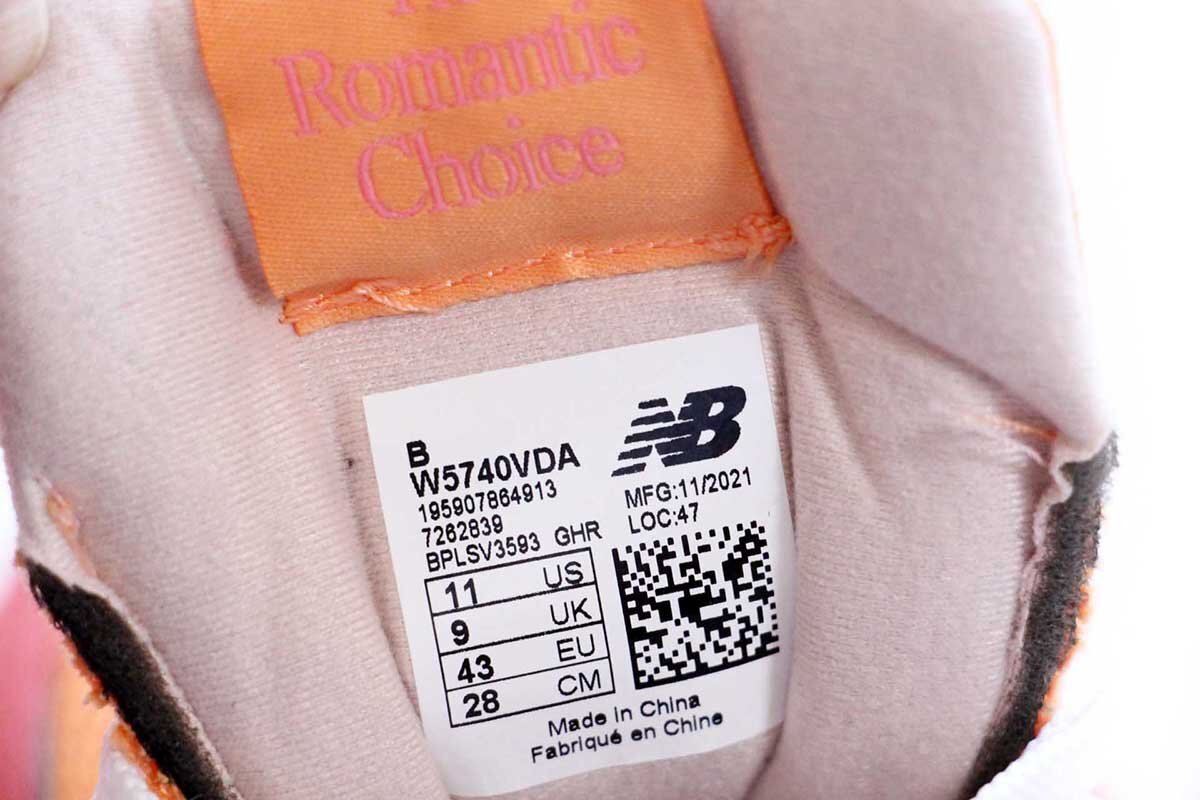 Romantic
Choice
NB
B
W5740VDA
195907864913
7262839
BPLSV3593 GHR
MFG:11/2021
LOC:47
11 US
9 UK
43 EU
28 CM
Made in China
Fabriqué en Chine